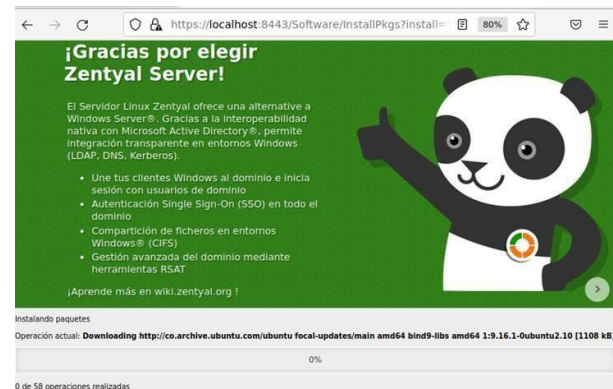 https://localhost:8443/Software/InstallPkgs?install=
80%
¡Gracias por elegir
Zentyal Server!
El Servidor Linux Zentyal ofrece una alternative a
Windows Server®. Gracias a la interoperabilidad
nativa con Microsoft Active Directory®, permite
integración transparente en entornos Windows
(LDAP, DNS, Kerberos).
• Une tus clientes Windows al dominio e inicia
sesión con usuarios de dominio
• Autenticación Single Sign-On (SSO) en todo el
dominio
• Compartición de ficheros en entornos
Windows® (CIFS)
• Gestión avanzada del dominio mediante
herramientas RSAT
¡Aprende más en wiki.zentyal.org !
Instalando paquetes
Operación actual: Downloading http://co.archive.ubuntu.com/ubuntu focal-updates/main amd64 bind9-libs amd64 1:9.16.1-0ubuntu2.10 [1108 kB]
0%
0 de 58 operaciones realizadas